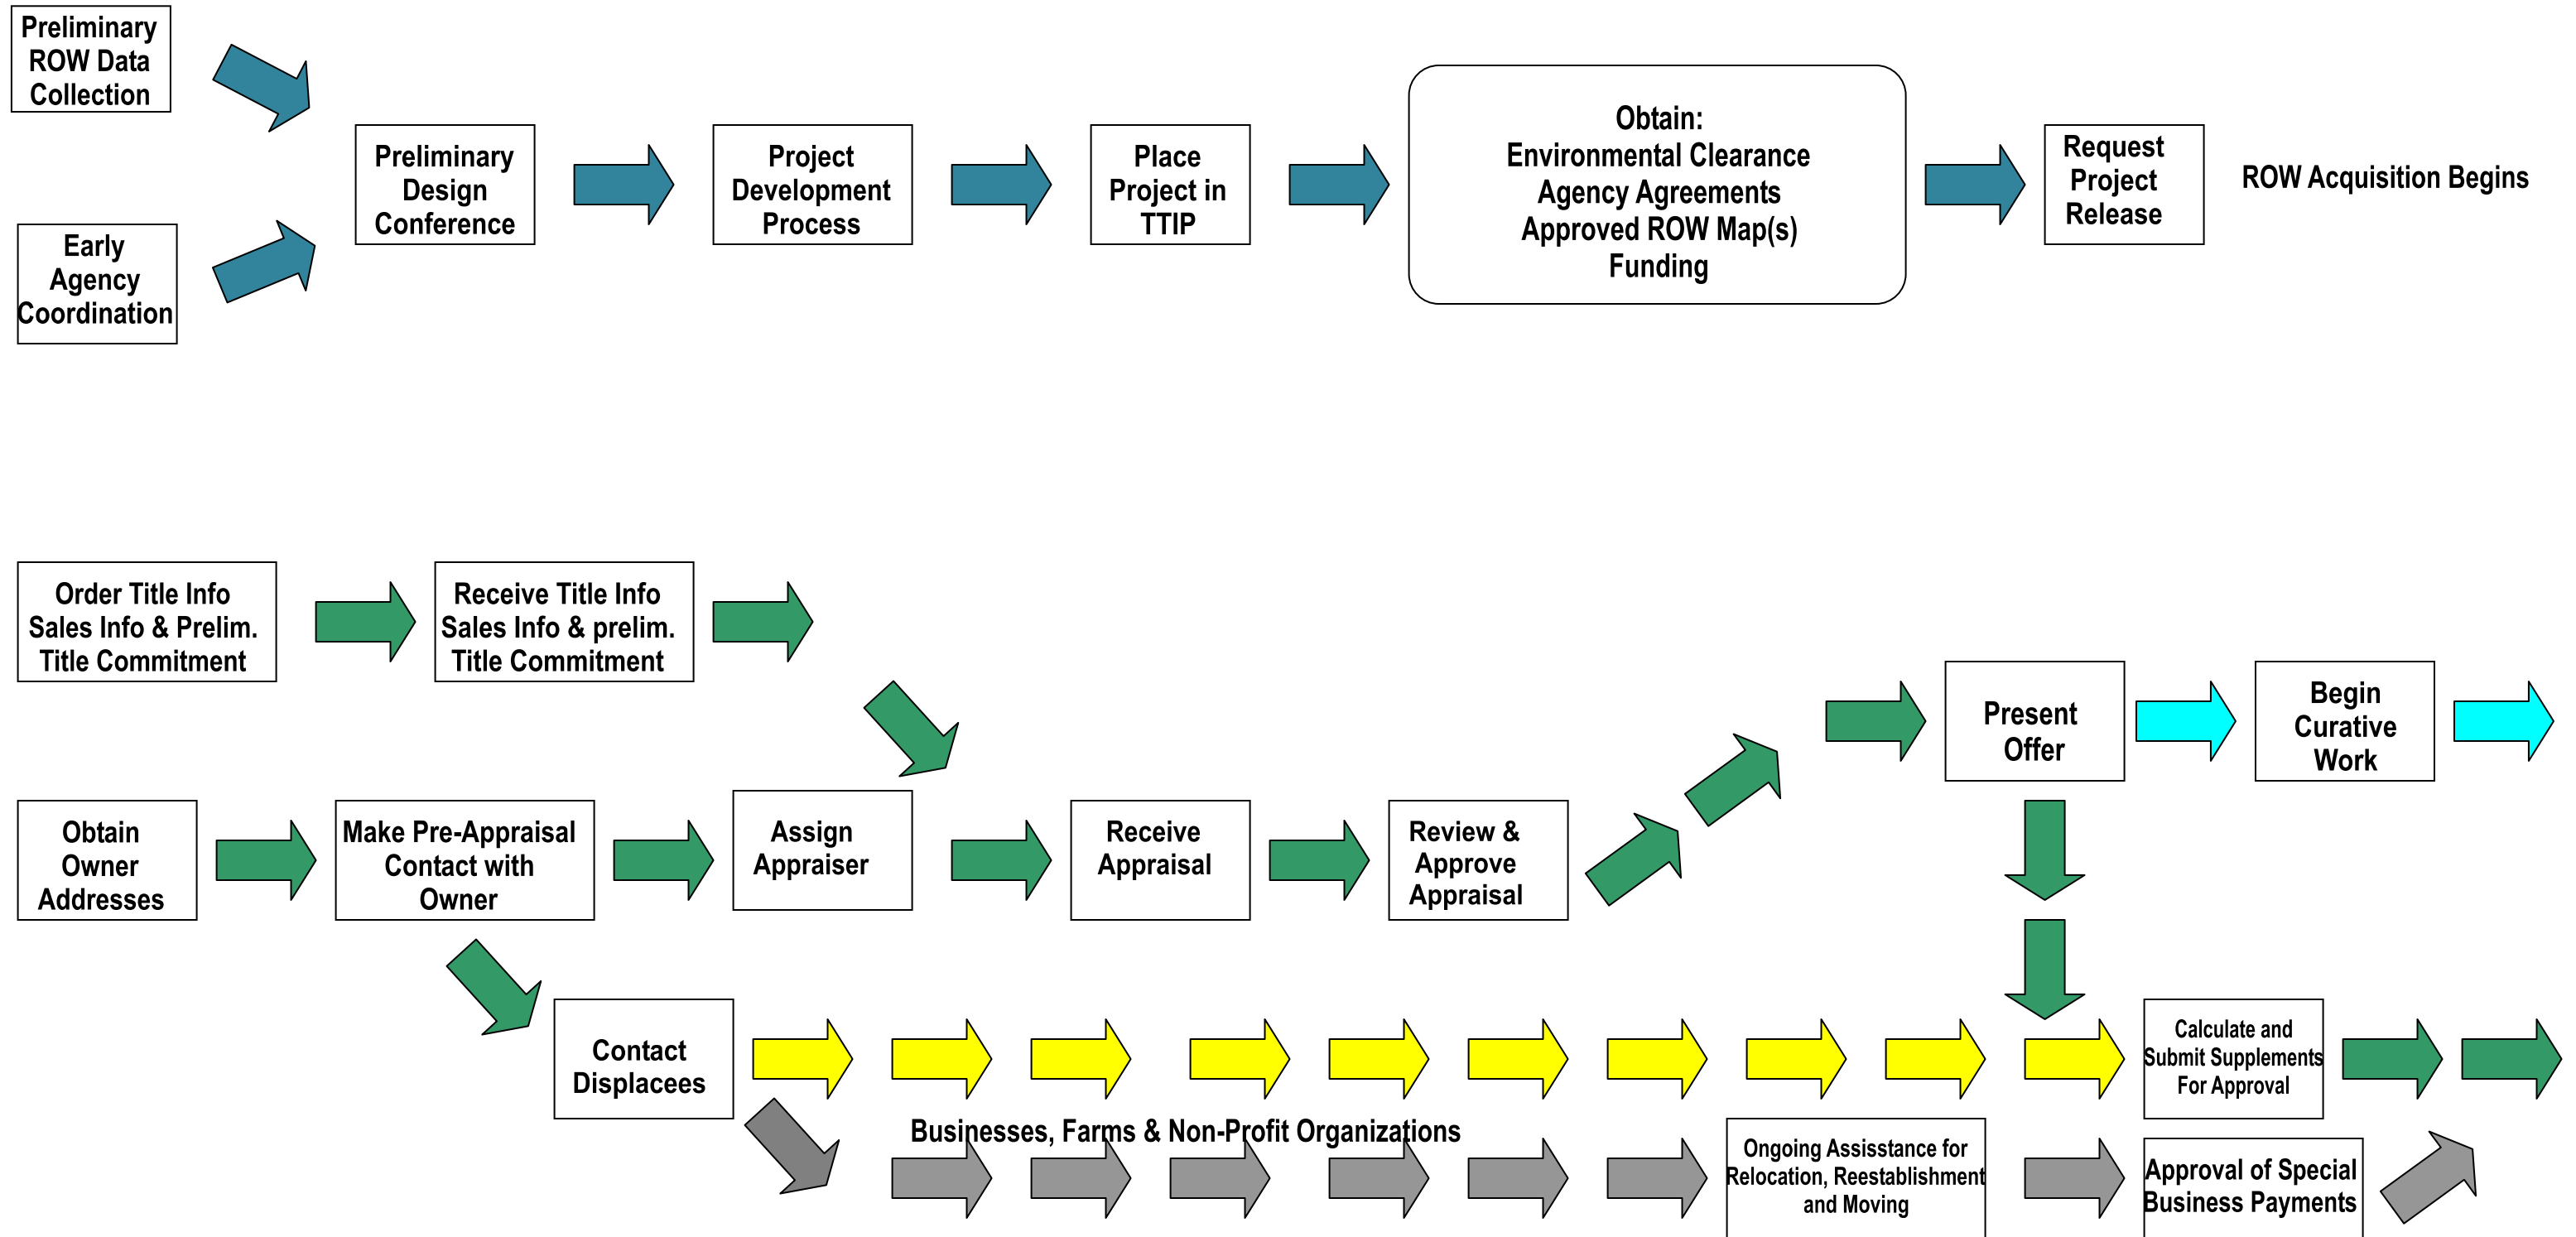 Preliminary
ROW Data
Collection
Early
Agency
Coordination
Preliminary
Design
Conference
Project
Development
Process
Place
Project in
TTIP
Obtain:
Environmental Clearance
Agency Agreements
Approved ROW Map(s)
Funding
Request
Project
Release
ROW Acquisition Begins
Order Title Info
Sales Info & Prelim.
Title Commitment
Receive Title Info
Sales Info & prelim.
Title Commitment
Present
Offer
Begin
Curative
Work
Obtain
Owner
Addresses
Make Pre-Appraisal
Contact with
Owner
Assign
Appraiser
Receive
Appraisal
Review &
Approve
Appraisal
Contact
Displacees
Calculate and
Submit Supplements
For Approval
Businesses, Farms & Non-Profit Organizations
Ongoing Assisstance for
Relocation, Reestablishment
and Moving
Approval of Special
Business Payments